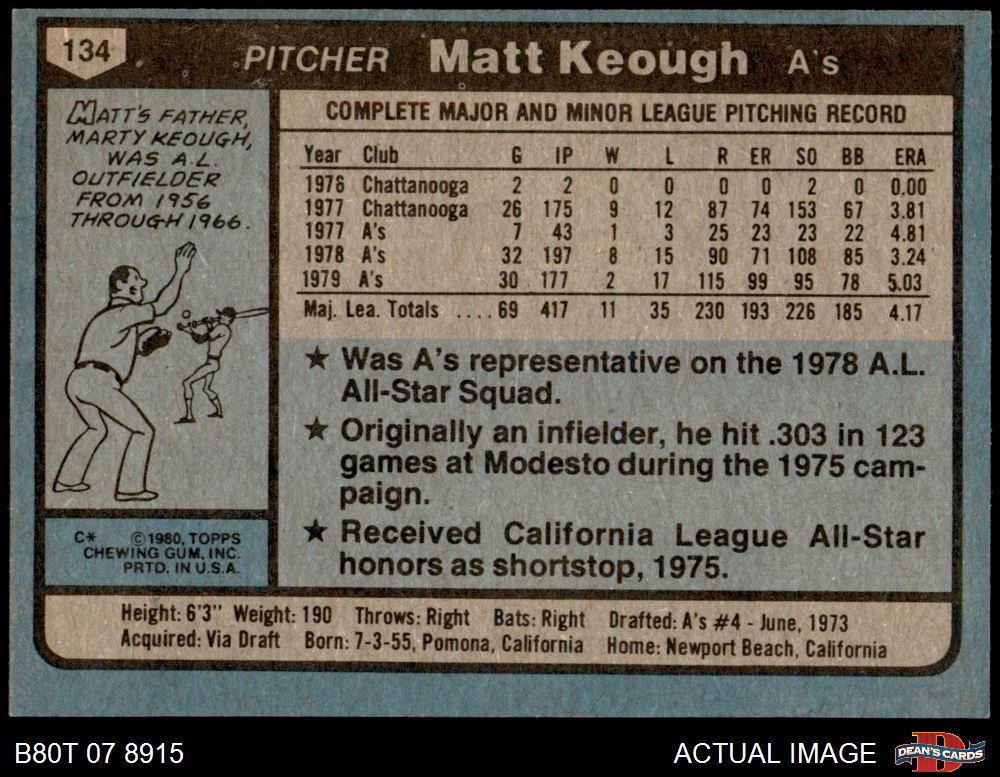 134 PITCHER Matt Keough A's
MATT'S FATHER,
MARTY KEOUGH,
WAS A.L.
OUTFIELDER
FROM 1956
THROUGH 1966.
C* ©1980, TOPPS
CHEWING GUM, INC.
PRTD. IN U.S.A.
COMPLETE MAJOR AND MINOR LEAGUE PITCHING RECORD
Year Club G IP W L R ER SO BB ERA
1976 Chattanooga 2 2 0 0 0 0 2 0 0.00
1977 Chattanooga 26 175 9 12 87 74 153 67 3.81
1977 A's 7 43 1 3 25 23 23 22 4.81
1978 A's 32 197 8 15 90 71 108 85 3.24
1979 A's 30 177 2 17 115 99 95 78 5.03
Maj. Lea. Totals ....69 417 11 35 230 193 226 185 4.17
★ Was A's representative on the 1978 A.L.
All-Star Squad.
★ Originally an infielder, he hit .303 in 123
games at Modesto during the 1975 cam-
paign.
★ Received California League All-Star
honors as shortstop, 1975.
Height: 6'3" Weight: 190 Throws: Right Bats: Right Drafted: A's #4 - June, 1973
Acquired: Via Draft Born: 7-3-55, Pomona, California Home: Newport Beach, California
B80T 07 8915 ACTUAL IMAGE DEAN'S CARDS